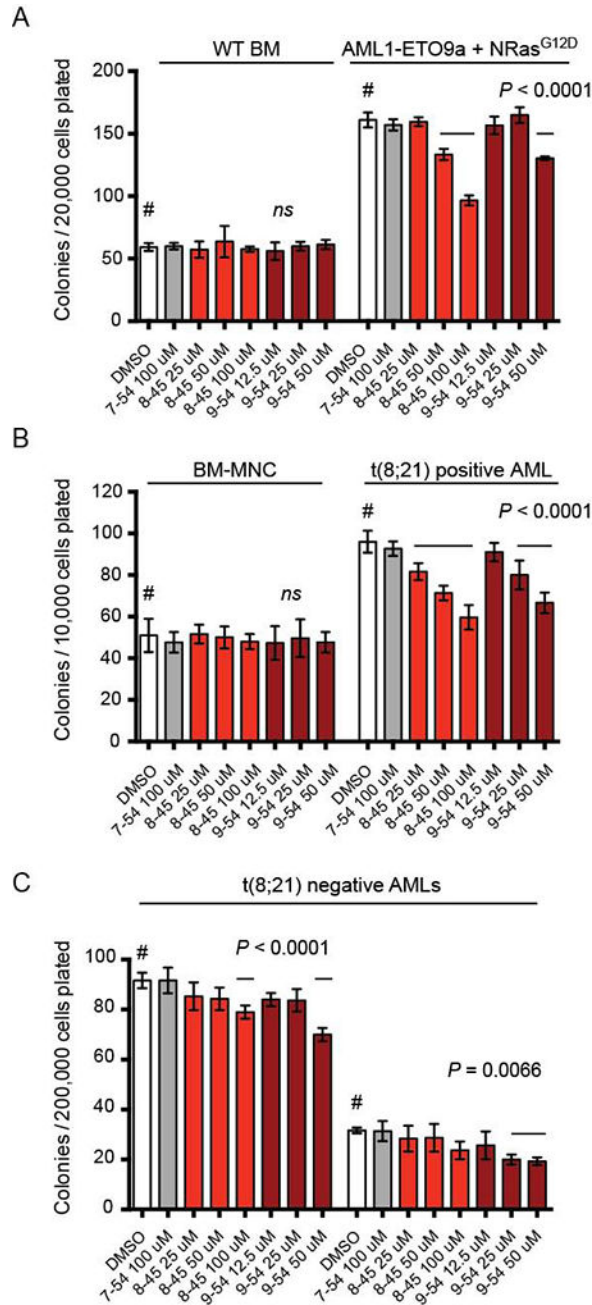 A
WT BM
AML1-ETO9a + NRasG12D
Colonies / 20,000 cells plated
200
150
100
50
0
#
ns
#
P < 0.0001
DMSO
7-54 100 uM
8-45 25 uM
8-45 50 uM
8-45 100 uM
9-54 12.5 uM
9-54 25 uM
9-54 50 uM
DMSO
7-54 100 uM
8-45 25 uM
8-45 50 uM
8-45 100 uM
9-54 12.5 uM
9-54 25 uM
9-54 50 uM
B
BM-MNC
t(8;21) positive AML
Colonies / 10,000 cells plated
120
100
80
60
40
20
0
#
ns
#
P < 0.0001
DMSO
7-54 100 uM
8-45 25 uM
8-45 50 uM
8-45 100 uM
9-54 12.5 uM
9-54 25 uM
9-54 50 uM
DMSO
7-54 100 uM
8-45 25 uM
8-45 50 uM
8-45 100 uM
9-54 12.5 uM
9-54 25 uM
9-54 50 uM
C
t(8;21) negative AMLs
Colonies / 200,000 cells plated
100
80
60
40
20
0
#
P < 0.0001
#
P = 0.0066
DMSO
7-54 100 uM
8-45 25 uM
8-45 50 uM
8-45 100 uM
9-54 12.5 uM
9-54 25 uM
9-54 50 uM
DMSO
7-54 100 uM
8-45 25 uM
8-45 50 uM
8-45 100 uM
9-54 12.5 uM
9-54 25 uM
9-54 50 uM